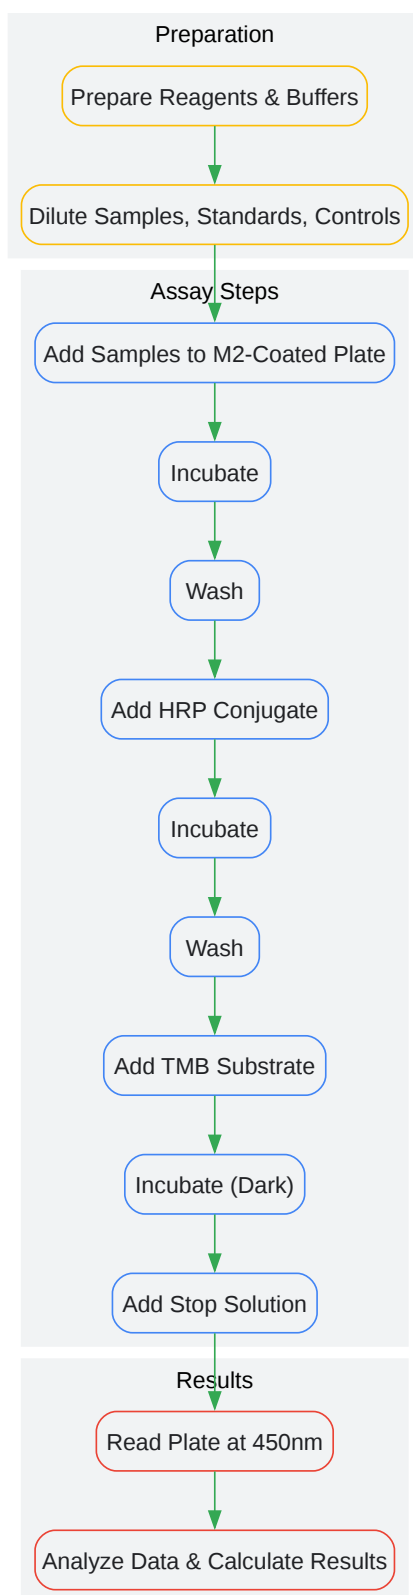 Preparation
Prepare Reagents & Buffers
Dilute Samples, Standards, Controls
Assay Steps
Add Samples to M2-Coated Plate
Incubate
Wash
Add HRP Conjugate
Incubate
Wash
Add TMB Substrate
Incubate (Dark)
Add Stop Solution
Results
Read Plate at 450nm
Analyze Data & Calculate Results